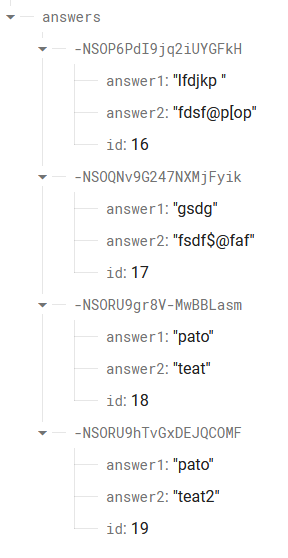 answers
-NSOP6PdI9jq2iUYGFkH
answer1: "lfdjkp "
answer2: "fdsf@p[op"
id: 16
-NSOQNv9G247NXMjFyik
answer1: "gsdg"
answer2: "fsdf$@faf"
id: 17
-NSORU9gr8V-MwBBLasm
answer1: "pato"
answer2: "teat"
id: 18
-NSORU9hTvGxDEJQCOMF
answer1: "pato"
answer2: "teat2"
id: 19